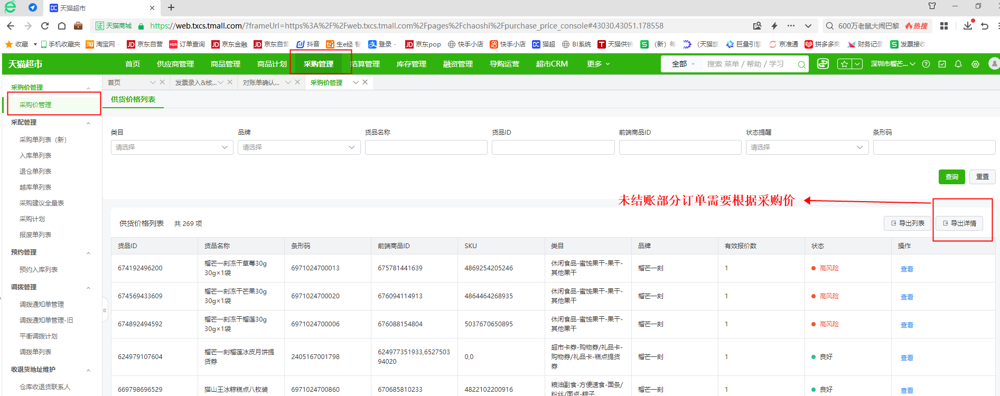 天猫超市
天猫商城 https://web.txcs.tmall.com/?frameUrl=https%3A%2F%2Fweb.txcs.tmall.com%2Fpages%2Fchaoshi%2Fpurchase_price_console#43030.43051.178558 600万老鼠大闹巴黎 热搜
收藏 手机收藏夹 淘宝网 京东自营 订单查询 京东金融 京东自营 抖音 生e经 智 登录 - 京东pop 快手小店 快手小店 猫超 BI系统 天猫供销 （新）每 （天猫旗 巨量引擎 京准通 拼多多商 财务记录 发票接收
天猫超市 首页 供应商管理 商品管理 商品计划 采购管理 结算管理 库存管理 融资管理 导购运营 超市CRM 更多 全部 搜索 菜单 / 帮助 / 学习 深圳市榴芒...
首页 发票录入&核... 对账单确认... 采购价管理
采购价管理
采购价管理
采配管理
采购单列表（新）
入库单列表
退仓单列表
越库单列表
采购建议全量表
采购计划
报废单列表
预约管理
预约入库列表
调拨管理
调拨通知单管理
调拨通知单管理-旧
平衡调拨计划
调拨单列表
收退货地址维护
仓库收退货联系人
供货价格列表
类目 品牌 货品名称 货品ID 前端商品ID 状态提醒 条形码
请选择 请选择 请选择
查询 重置
未结账部分订单需要根据采购价
供货价格列表 共 269 项 导出列表 导出详情
货品ID 货品名称 条形码 前端商品ID SKU 类目 品牌 有效报价数 状态 操作
674192496200 榴芒一刻冻干草莓30g 30g×1袋 6971024700013 675781441639 4869254205246 休闲食品-蜜饯果干-果干-其他果干 榴芒一刻 1 高风险 查看
674569433609 榴芒一刻冻干芒果30g 30g×1袋 6971024700020 676094114913 4864464268935 休闲食品-蜜饯果干-果干-其他果干 榴芒一刻 1 高风险 查看
674892494592 榴芒一刻冻干榴莲30g 30g×1袋 6971024700006 676088154804 5037670650895 休闲食品-蜜饯果干-果干-其他果干 榴芒一刻 1 高风险 查看
624979107604 榴芒一刻榴莲冰皮月饼提货券 2405167001798 624977351933,652750394020 0,0 超市卡券-购物券/礼品卡-购物券/礼品卡-糕点提货券 榴芒一刻 1 良好 查看
669798696529 猫山王冰粽糕点八枚装 6971024700860 670685810233 4822102200916 粮油副食-方便速食-面条/粉丝/面点-粽子 榴芒一刻 1 良好 查看